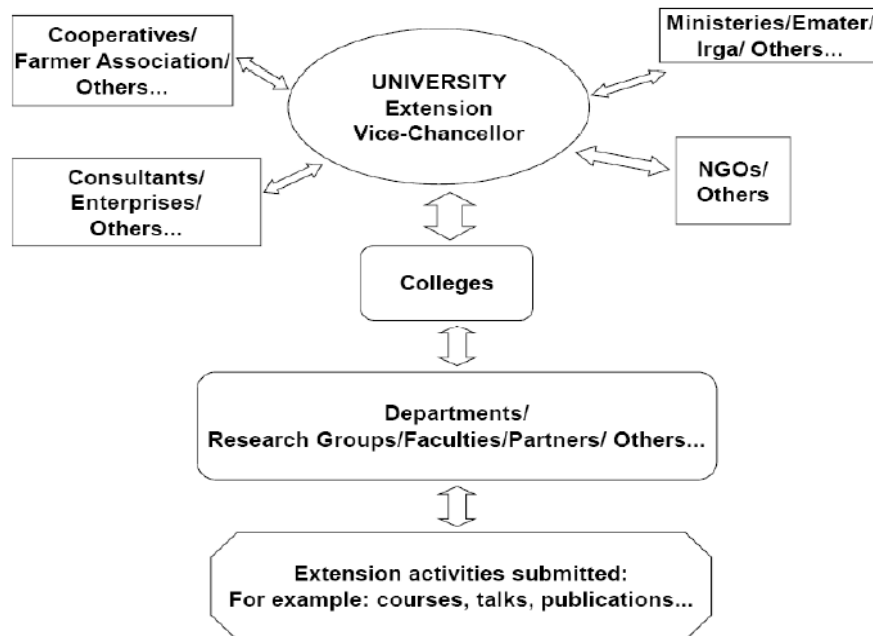 Cooperatives/
Farmer Association/
Others...
UNIVERSITY
Extension
Vice-Chancellor
Ministeries/Emater/
Irga/ Others...
Consultants/
Enterprises/
Others...
NGOs/
Others
Colleges
Departments/
Research Groups/Faculties/Partners/ Others...
Extension activities submitted:
For example: courses, talks, publications...